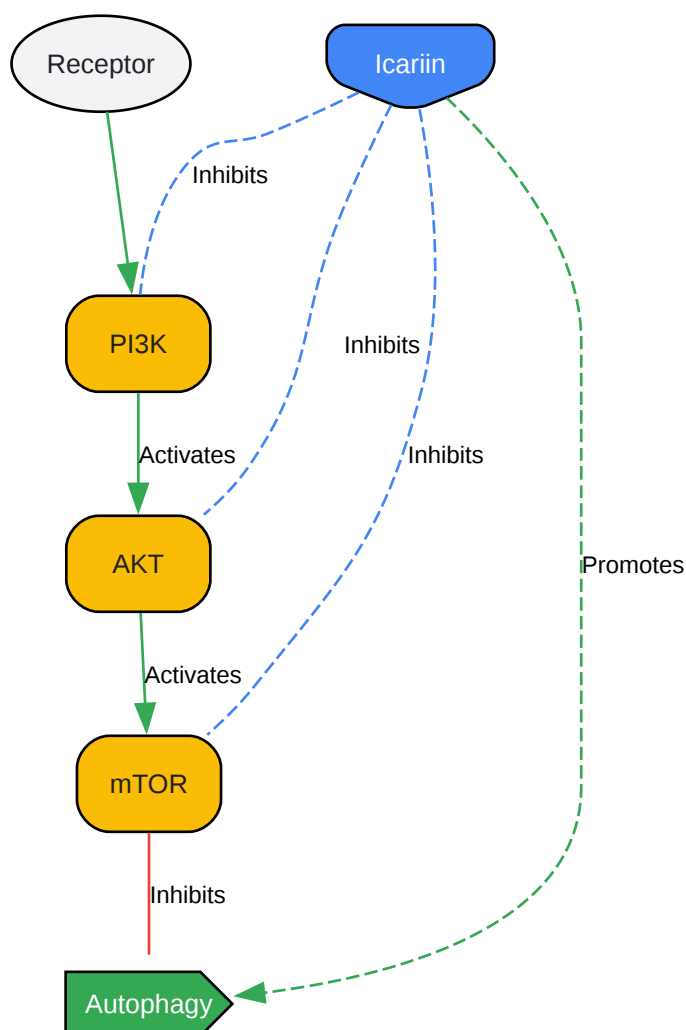 Receptor
Icariin
Inhibits
PI3K
Inhibits
Activates
Inhibits
AKT
Promotes
Activates
mTOR
Inhibits
Autophagy